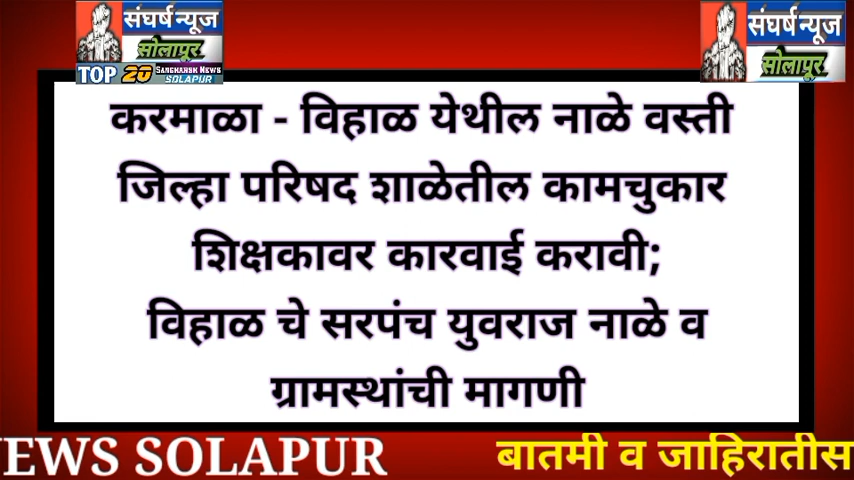 संघर्ष न्यूज
सोलापूर
TOP 20 SANGHARSH NEWS SOLAPUR
संघर्ष न्यूज
सोलापूर
करमाळा - विहाळ येथील नाळे वस्ती
जिल्हा परिषद शाळेतील कामचुकार
शिक्षकावर कारवाई करावी;
विहाळ चे सरपंच युवराज नाळे व
ग्रामस्थांची मागणी
NEWS SOLAPUR
बातमी व जाहिरातीस